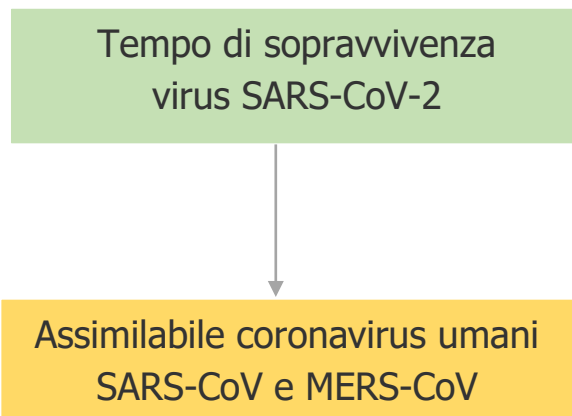 Tempo di sopravvivenza
virus SARS-CoV-2
Assimilabile coronavirus umani
SARS-CoV e MERS-CoV